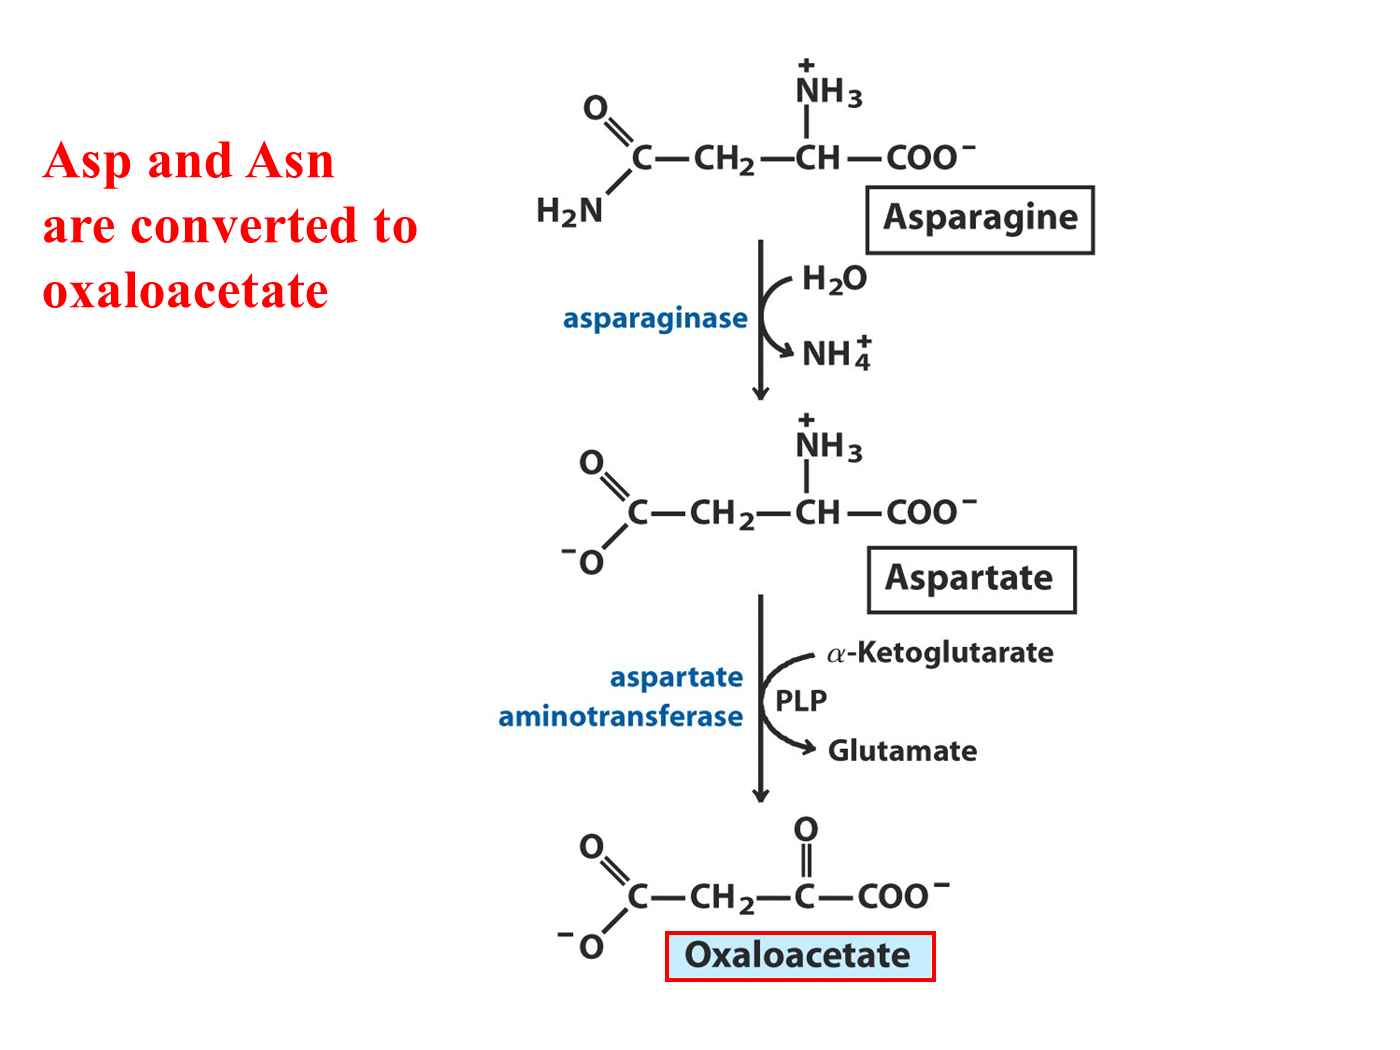 Asp and Asn
are converted to
oxaloacetate
+
NH3
O
C—CH2—CH—COO−
H2N
Asparagine
H2O
asparaginase
NH4+
+
NH3
O
C—CH2—CH—COO−
−O
Aspartate
α-Ketoglutarate
aspartate
PLP
aminotransferase
Glutamate
O
O
C—CH2—C—COO−
−O
Oxaloacetate